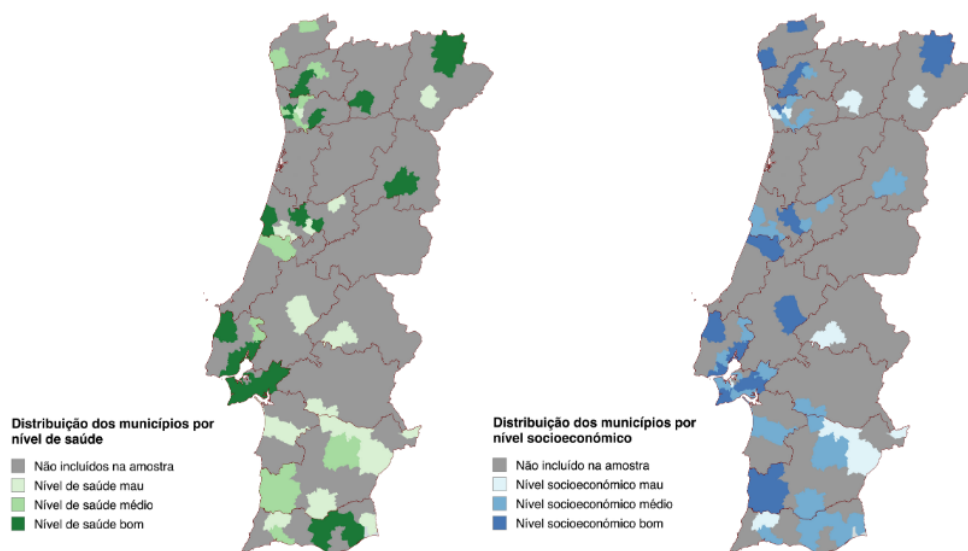 Distribuição dos municípios por
nível de saúde
Não incluídos na amostra
Nível de saúde mau
Nível de saúde médio
Nível de saúde bom
Distribuição dos municípios por
nível socioeconómico
Não incluído na amostra
Nível socioeconómico mau
Nível socioeconómico médio
Nível socioeconómico bom